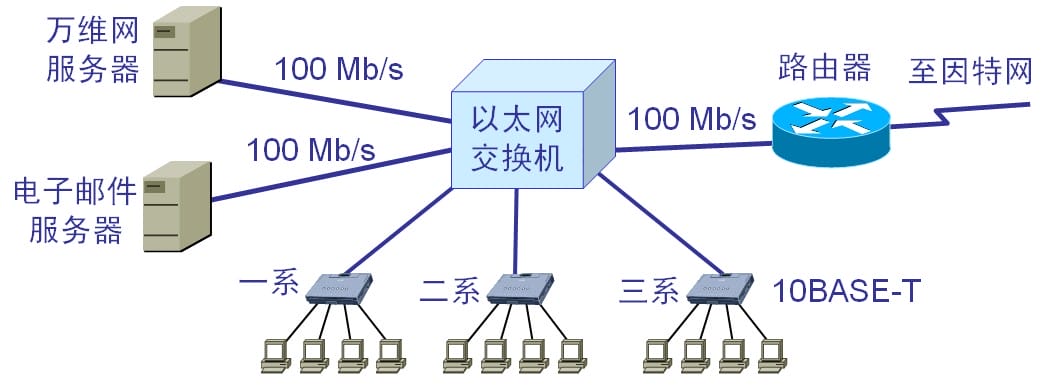 万维网
服务器
100 Mb/s
路由器
至因特网
以太网
交换机
100 Mb/s
100 Mb/s
电子邮件
服务器
一系
二系
三系
10BASE-T